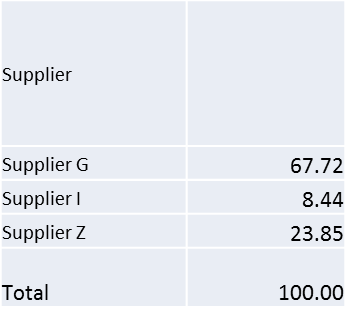 Supplier
Supplier G 67.72
Supplier I 8.44
Supplier Z 23.85
Total 100.00